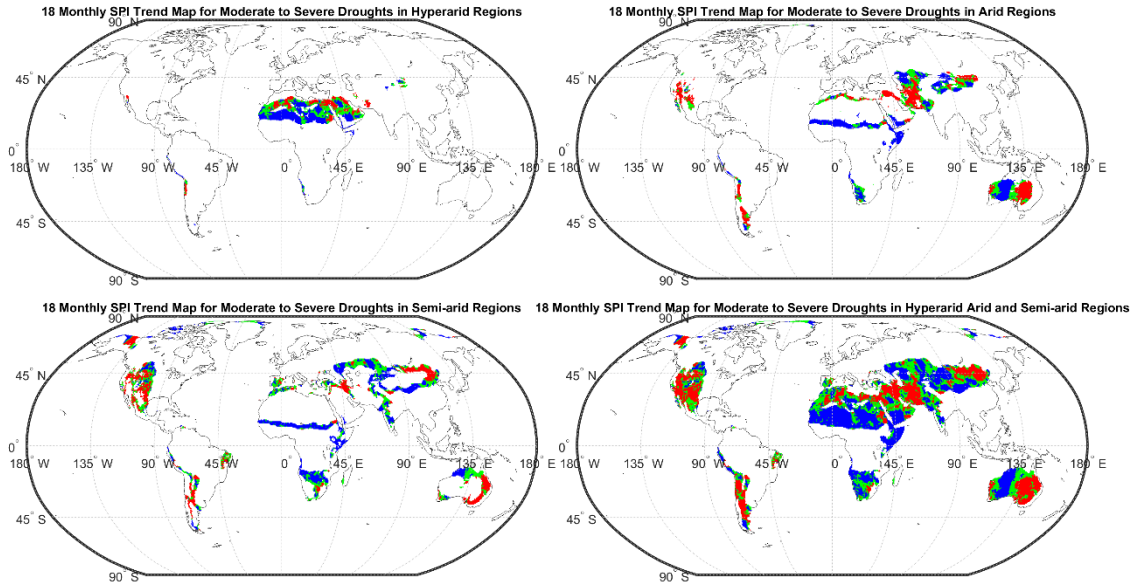 18 Monthly SPI Trend Map for Moderate to Severe Droughts in Hyperarid Regions
90° N
45° N
0°
180° W 135° W 90° W 45° W 0 45° E 90° E 135° E 180° E
45° S
90° S
18 Monthly SPI Trend Map for Moderate to Severe Droughts in Arid Regions
90° N
45° N
0°
180° W 135° W 90° W 45° W 0 45° E 90° E 135° E 180° E
45° S
90° S
18 Monthly SPI Trend Map for Moderate to Severe Droughts in Semi-arid Regions
90° N
45° N
0°
180° W 135° W 90° W 45° W 0 45° E 90° E 135° E 180° E
45° S
90° S
18 Monthly SPI Trend Map for Moderate to Severe Droughts in Hyperarid Arid and Semi-arid Regions
90° N
45° N
0°
180° W 135° W 90° W 45° W 0 45° E 90° E 135° E 180° E
45° S
90° S